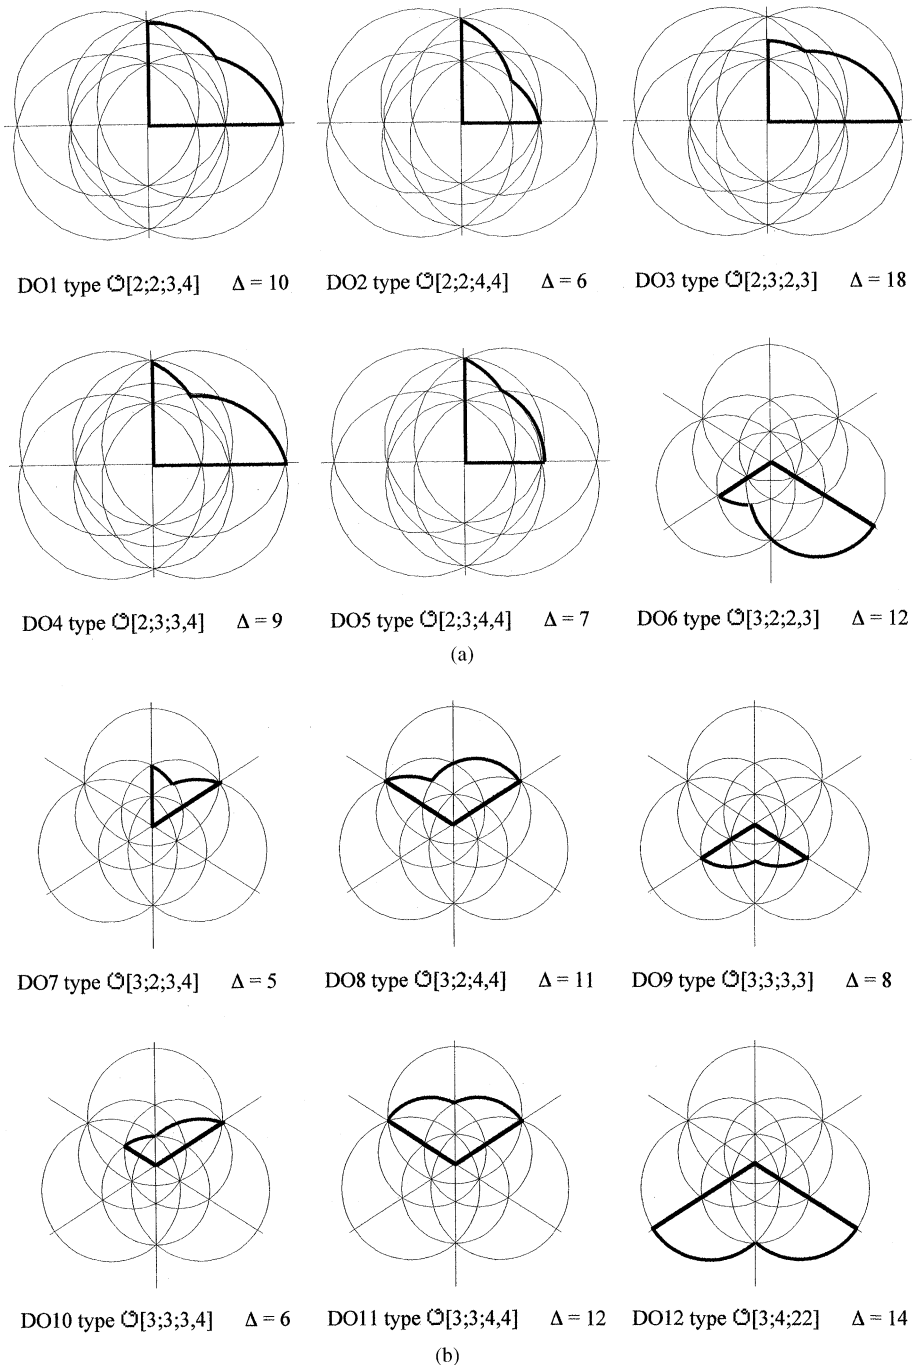 DO1 type [2;2;3,4] Δ = 10
DO2 type [2;2;4,4] Δ = 6
DO3 type [2;3;2,3] Δ = 18
DO4 type [2;3;3,4] Δ = 9
DO5 type [2;3;4,4] Δ = 7
DO6 type [3;2;2,3] Δ = 12
(a)
DO7 type [3;2;3,4] Δ = 5
DO8 type [3;2;4,4] Δ = 11
DO9 type [3;3;3,3] Δ = 8
DO10 type [3;3;3,4] Δ = 6
DO11 type [3;3;4,4] Δ = 12
DO12 type [3;4;22] Δ = 14
(b)